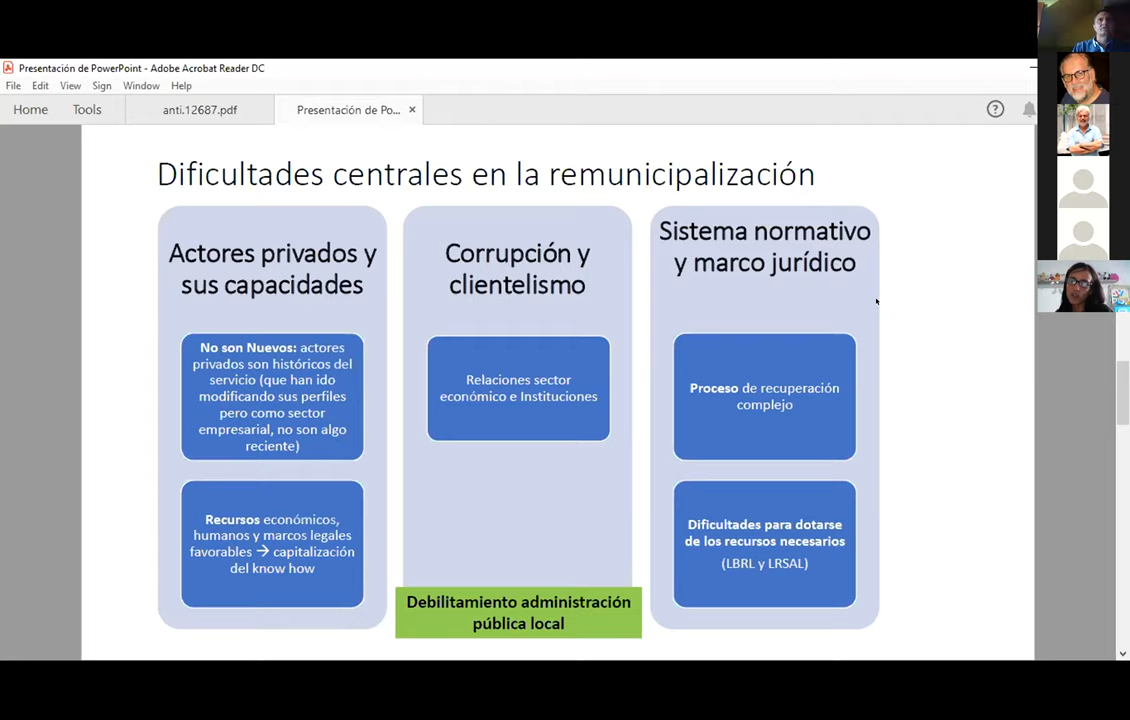 Presentación de PowerPoint - Adobe Acrobat Reader DC
File Edit View Sign Window Help
Home Tools anti.12687.pdf Presentación de Po... ×
Dificultades centrales en la remunicipalización
Actores privados y
sus capacidades
No son Nuevos: actores
privados son históricos del
servicio (que han ido
modificando sus perfiles
pero como sector
empresarial, no son algo
reciente)
Recursos económicos,
humanos y marcos legales
favorables → capitalización
del know how
Corrupción y
clientelismo
Relaciones sector
económico e Instituciones
Debilitamiento administración
pública local
Sistema normativo
y marco jurídico
Proceso de recuperación
complejo
Dificultades para dotarse
de los recursos necesarios
(LBRL y LRSAL)